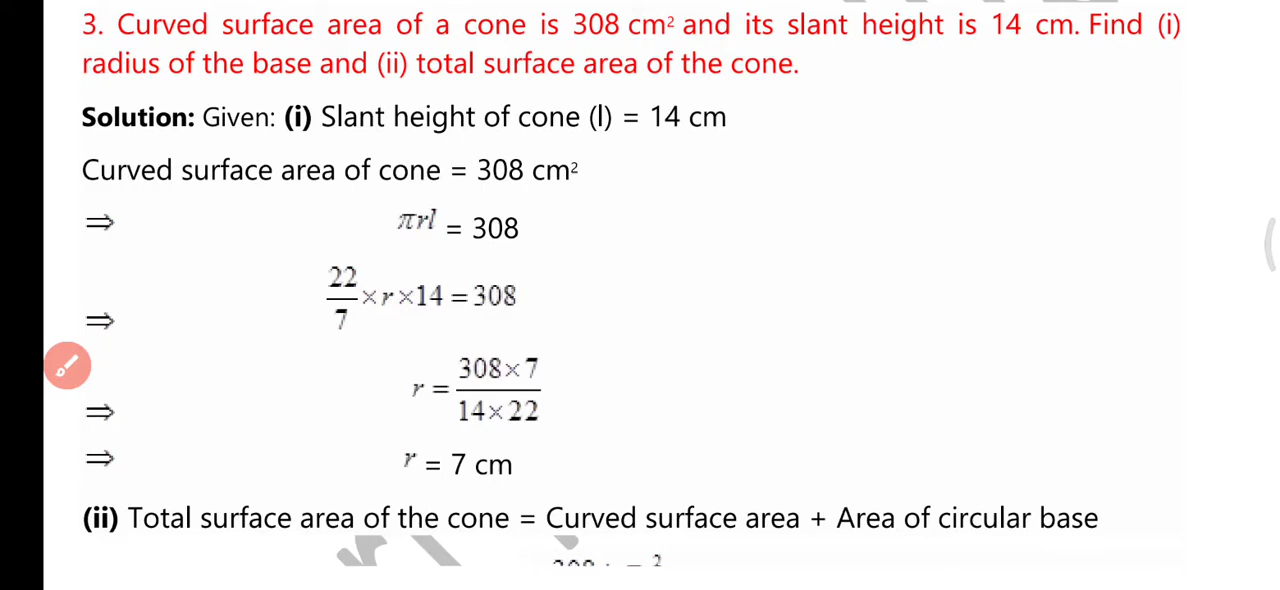 3. Curved surface area of a cone is 308 cm² and its slant height is 14 cm. Find (i)
radius of the base and (ii) total surface area of the cone.
Solution: Given: (i) Slant height of cone (l) = 14 cm
Curved surface area of cone = 308 cm²
⇒ πrl = 308
⇒ 22/7 × r × 14 = 308
⇒ r = 308 × 7 / 14 × 22
⇒ r = 7 cm
(ii) Total surface area of the cone = Curved surface area + Area of circular base